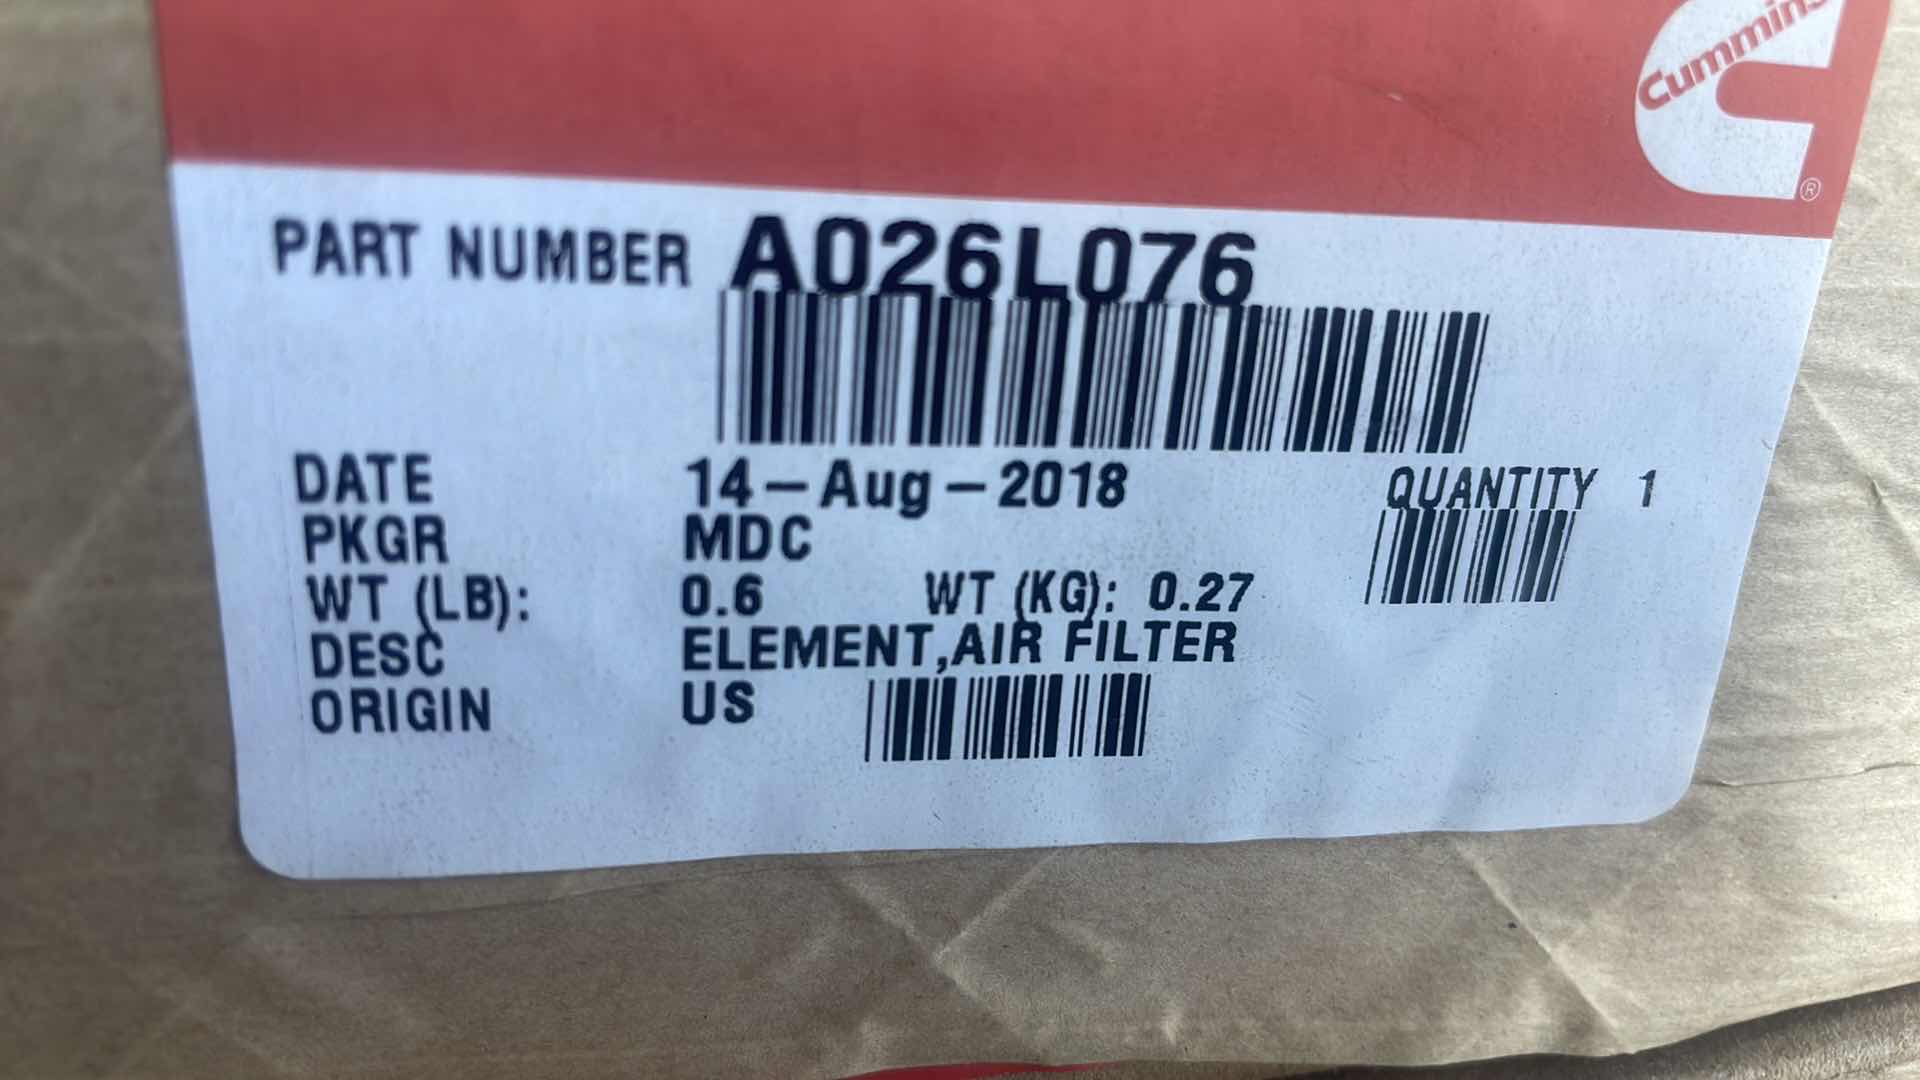 Cummins
®
PART NUMBER A026L076
DATE 14-Aug-2018 QUANTITY 1
PKGR MDC
WT (LB): 0.6 WT (KG): 0.27
DESC ELEMENT,AIR FILTER
ORIGIN US